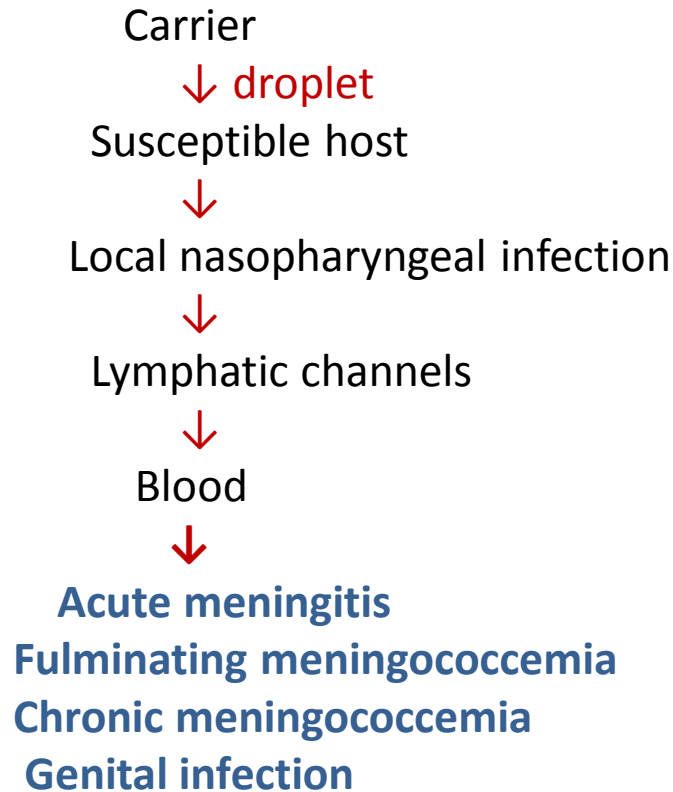 Carrier
↓ droplet
Susceptible host
↓
Local nasopharyngeal infection
↓
Lymphatic channels
↓
Blood
↓
Acute meningitis
Fulminating meningococcemia
Chronic meningococcemia
Genital infection